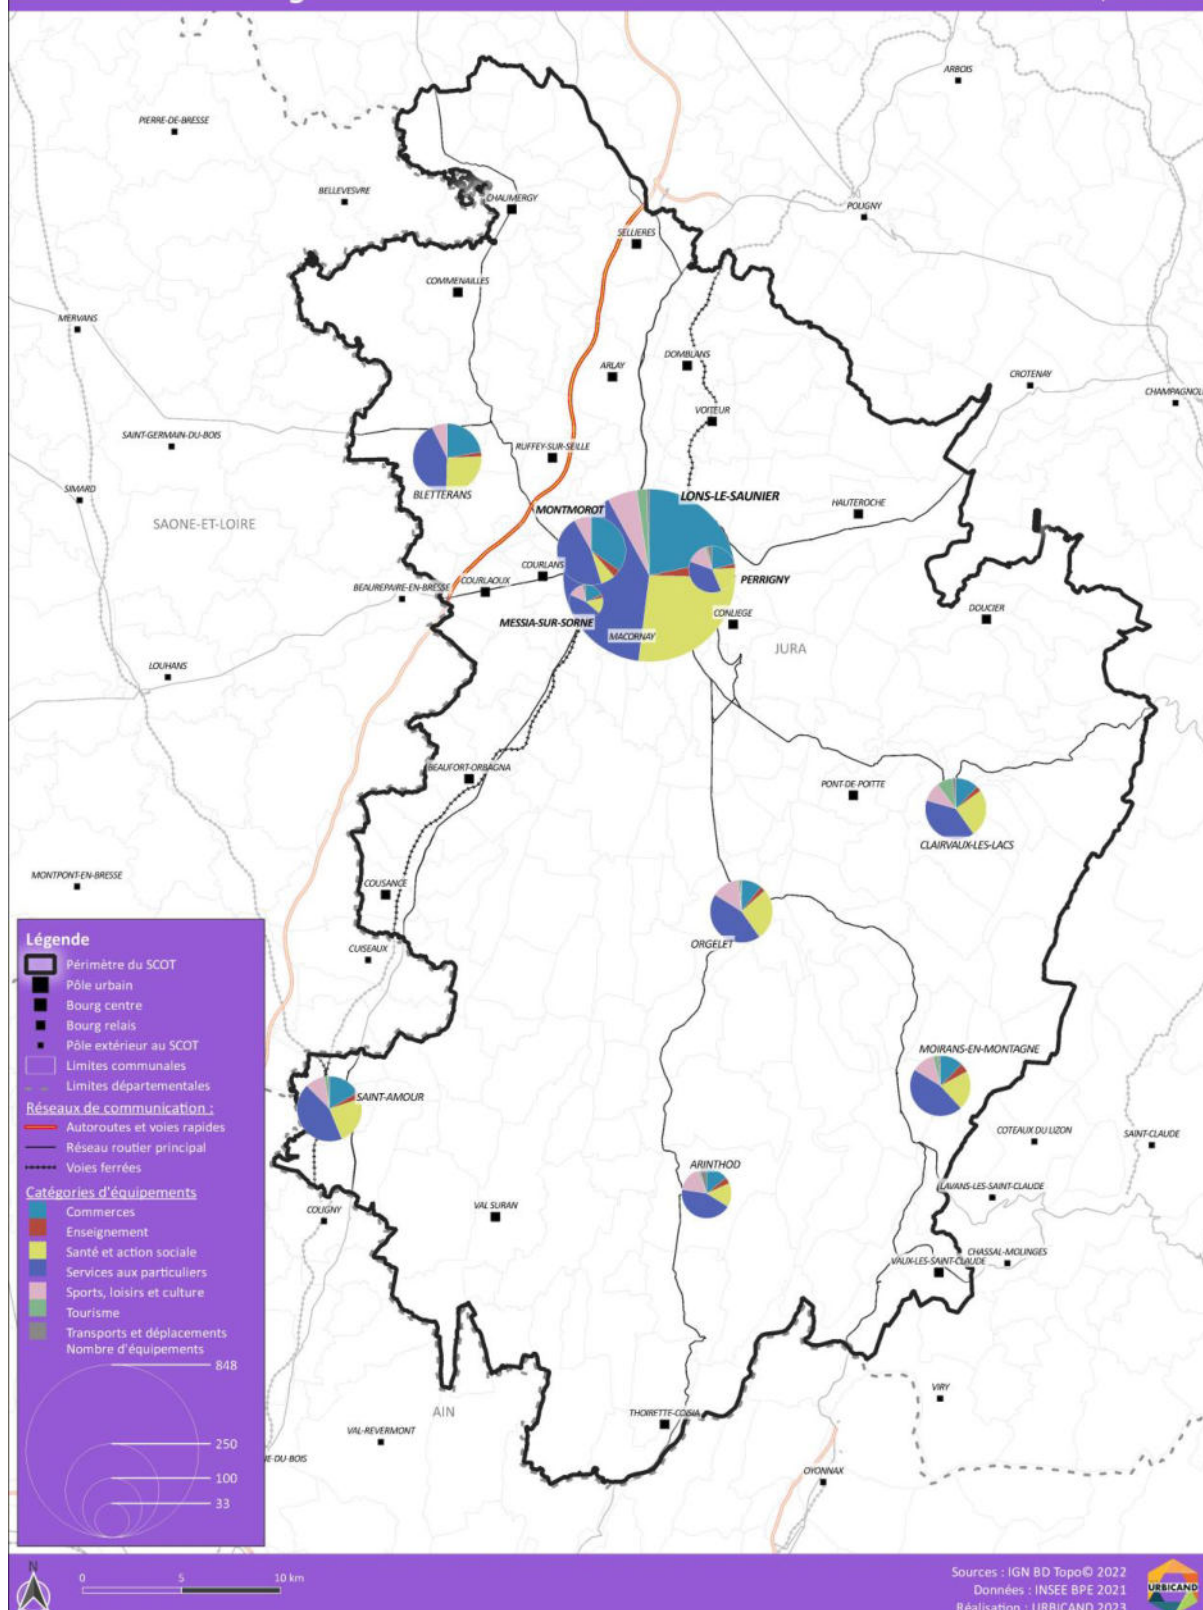 ARBOIS
PIERRE-DE-BRESSE
BELLEVESVRE
CHAUMERGY
POLIGNY
SELLIERES
COMMENAILLES
MERVANS
DOMBLANS
ARLAY
CROTENAY
CHAMPAGNOL
VOITEUR
SAINT-GERMAIN-DU-BOIS
RUFFEY-SUR-SEILLE
SIMARD
BLETTERANS
LONS-LE-SAUNIER
HAUTEROCHE
MONTMOROT
SAONE-ET-LOIRE
COURLANS
PERRIGNY
COURLAOUX
BEAUREPAIRE-EN-BRESSE
DOUCIER
CONLIEGE
MESSIA-SUR-SORNE
MACORNAY
JURA
LOUHANS
BEAUFORT-ORBAGNA
PONT-DE-POITTE
CLAIRVAUX-LES-LACS
MONTPONT-EN-BRESSE
COUSANCE
ORGELET
CUISEAUX
Légende
Périmètre du SCOT
Pôle urbain
Bourg centre
Bourg relais
Pôle extérieur au SCOT
Limites communales
Limites départementales
Réseaux de communication :
Autoroutes et voies rapides
Réseau routier principal
Voies ferrées
Catégories d'équipements
Commerces
Enseignement
Santé et action sociale
Services aux particuliers
Sports, loisirs et culture
Tourisme
Transports et déplacements
Nombre d'équipements
848
250
100
33
MOIRANS-EN-MONTAGNE
SAINT-AMOUR
COTEAUX DU LIZON
SAINT-CLAUDE
ARINTHOD
LAVANS-LES-SAINT-CLAUDE
VAL SURAN
COLIGNY
CHASSAL-MOLINGES
VAUX-LES-SAINT-CLAUDE
VIRY
AIN
THOIRETTE-COISIA
VAL-REVERMONT
IE-DU-BOIS
OYONNAX
N
0 5 10 km
Sources : IGN BD Topo© 2022
Données : INSEE BPE 2021
Réalisation : URBICAND 2023
URBICAND